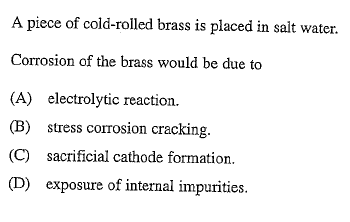 A piece of cold-rolled brass is placed in salt water.
Corrosion of the brass would be due to
(A) electrolytic reaction.
(B) stress corrosion cracking.
(C) sacrificial cathode formation.
(D) exposure of internal impurities.